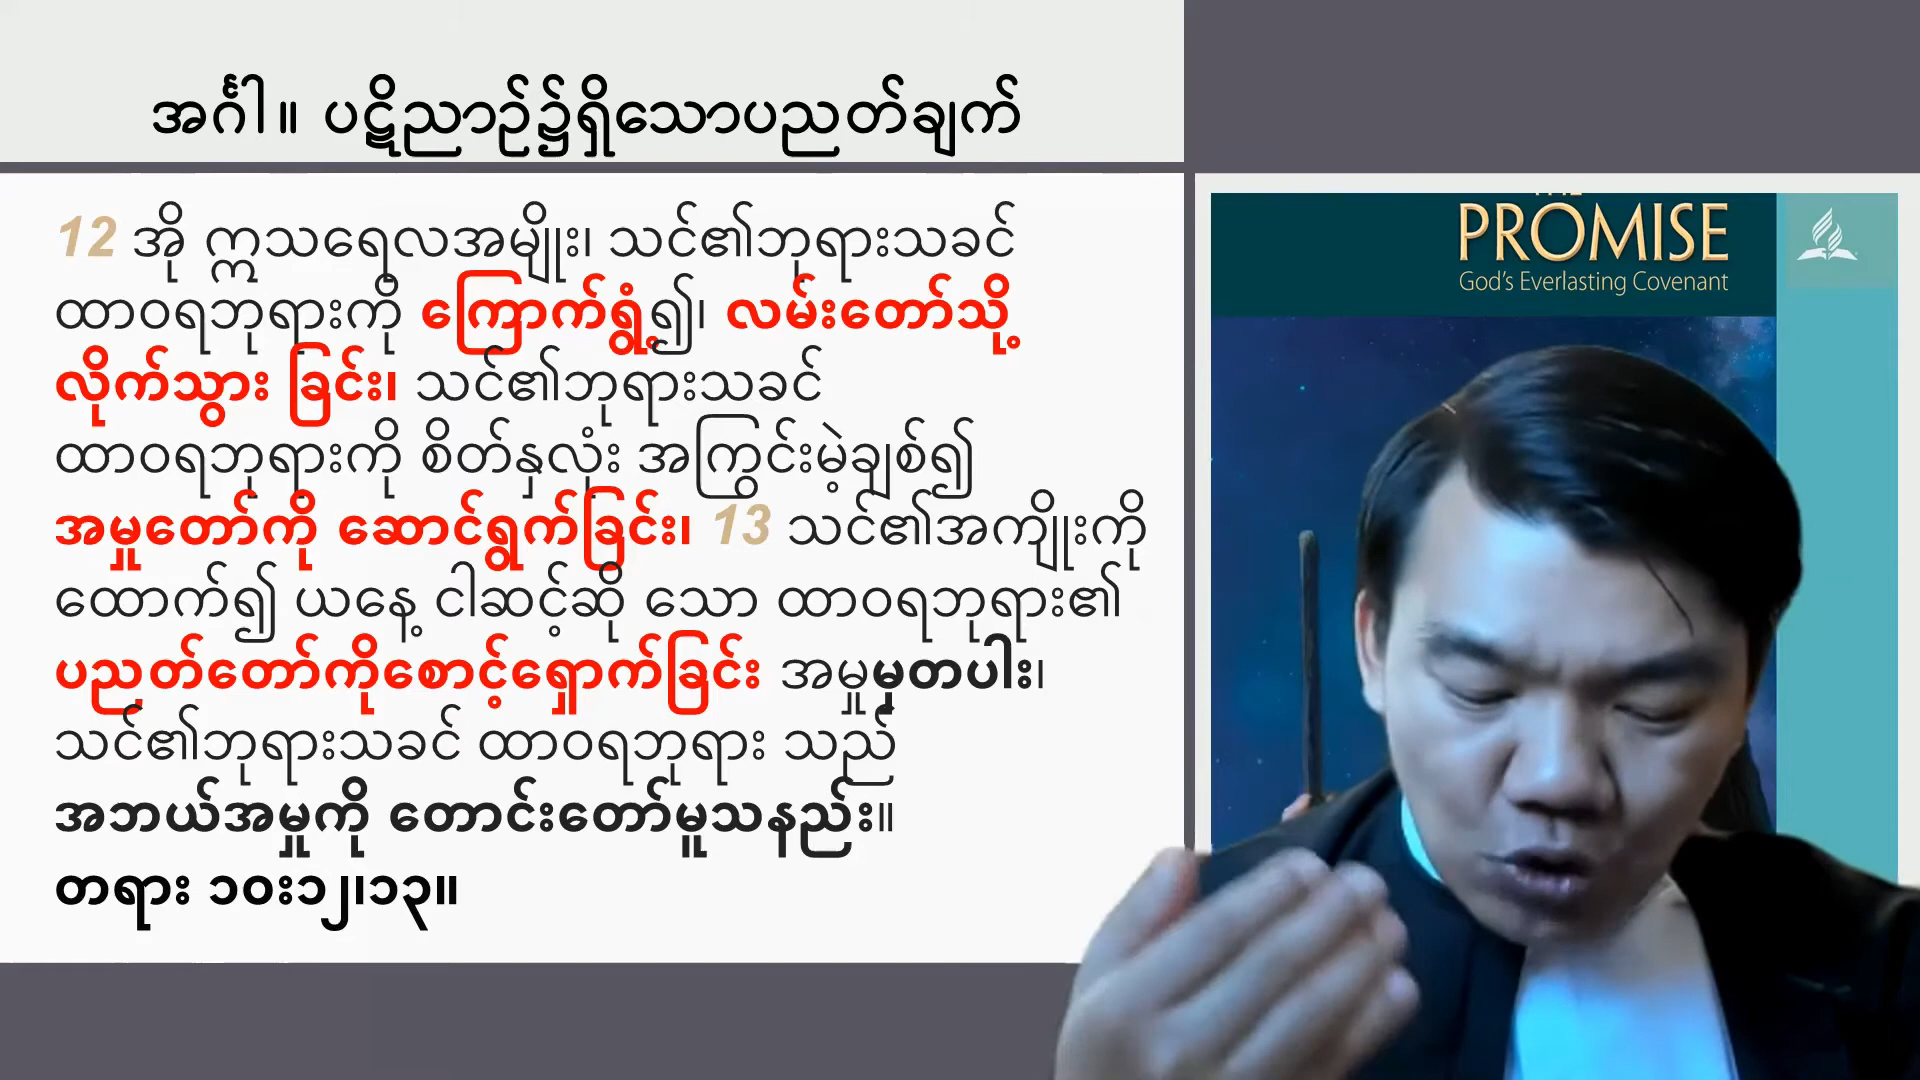 အင်္ဂါ။ ပဋိညာဉ်၌ရှိသောပညတ်ချက်
12 အို ဣသရေလအမျိုး၊ သင်၏ဘုရားသခင်
ထာဝရဘုရားကို ကြောက်ရွံ့၍၊ လမ်းတော်သို့
လိုက်သွား ခြင်း၊ သင်၏ဘုရားသခင်
ထာဝရဘုရားကို စိတ်နှလုံး အကြွင်းမဲ့ချစ်၍
အမှုတော်ကို ဆောင်ရွက်ခြင်း၊ 13 သင်၏အကျိုးကို
ထောက်၍ ယနေ့ ငါဆင့်ဆို သော ထာဝရဘုရား၏
ပညတ်တော်ကိုစောင့်ရှောက်ခြင်း အမှုမှတပါး၊
သင်၏ဘုရားသခင် ထာဝရဘုရား သည်
အဘယ်အမှုကို တောင်းတော်မူသနည်း။
တရား ၁၀း၁၂၊၁၃။
PROMISE
God's Everlasting Covenant